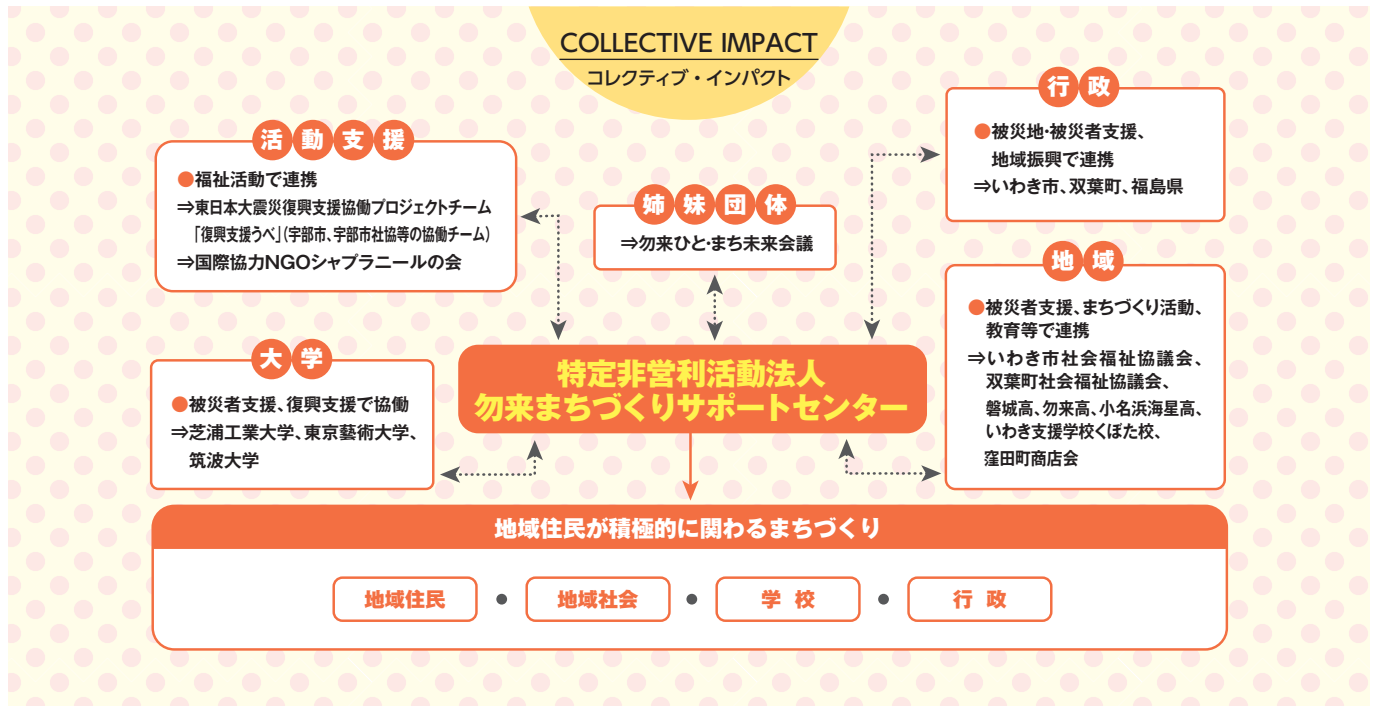 COLLECTIVE IMPACT
コレクティブ・インパクト
活動支援
●福祉活動で連携
⇒東日本大震災復興支援協働プロジェクトチーム
「復興支援うべ」(宇部市、宇部市社協等の協働チーム)
⇒国際協力NGOシャプラニールの会
姉妹団体
⇒勿来ひと・まち未来会議
行政
●被災地・被災者支援、
地域振興で連携
⇒いわき市、双葉町、福島県
大学
●被災者支援、復興支援で協働
⇒芝浦工業大学、東京藝術大学、
筑波大学
特定非営利活動法人
勿来まちづくりサポートセンター
地域
●被災者支援、まちづくり活動、
教育等で連携
⇒いわき市社会福祉協議会、
双葉町社会福祉協議会、
磐城高、勿来高、小名浜海星高、
いわき支援学校くぼた校、
窪田町商店会
地域住民が積極的に関わるまちづくり
地域住民 ● 地域社会 ● 学 校 ● 行 政